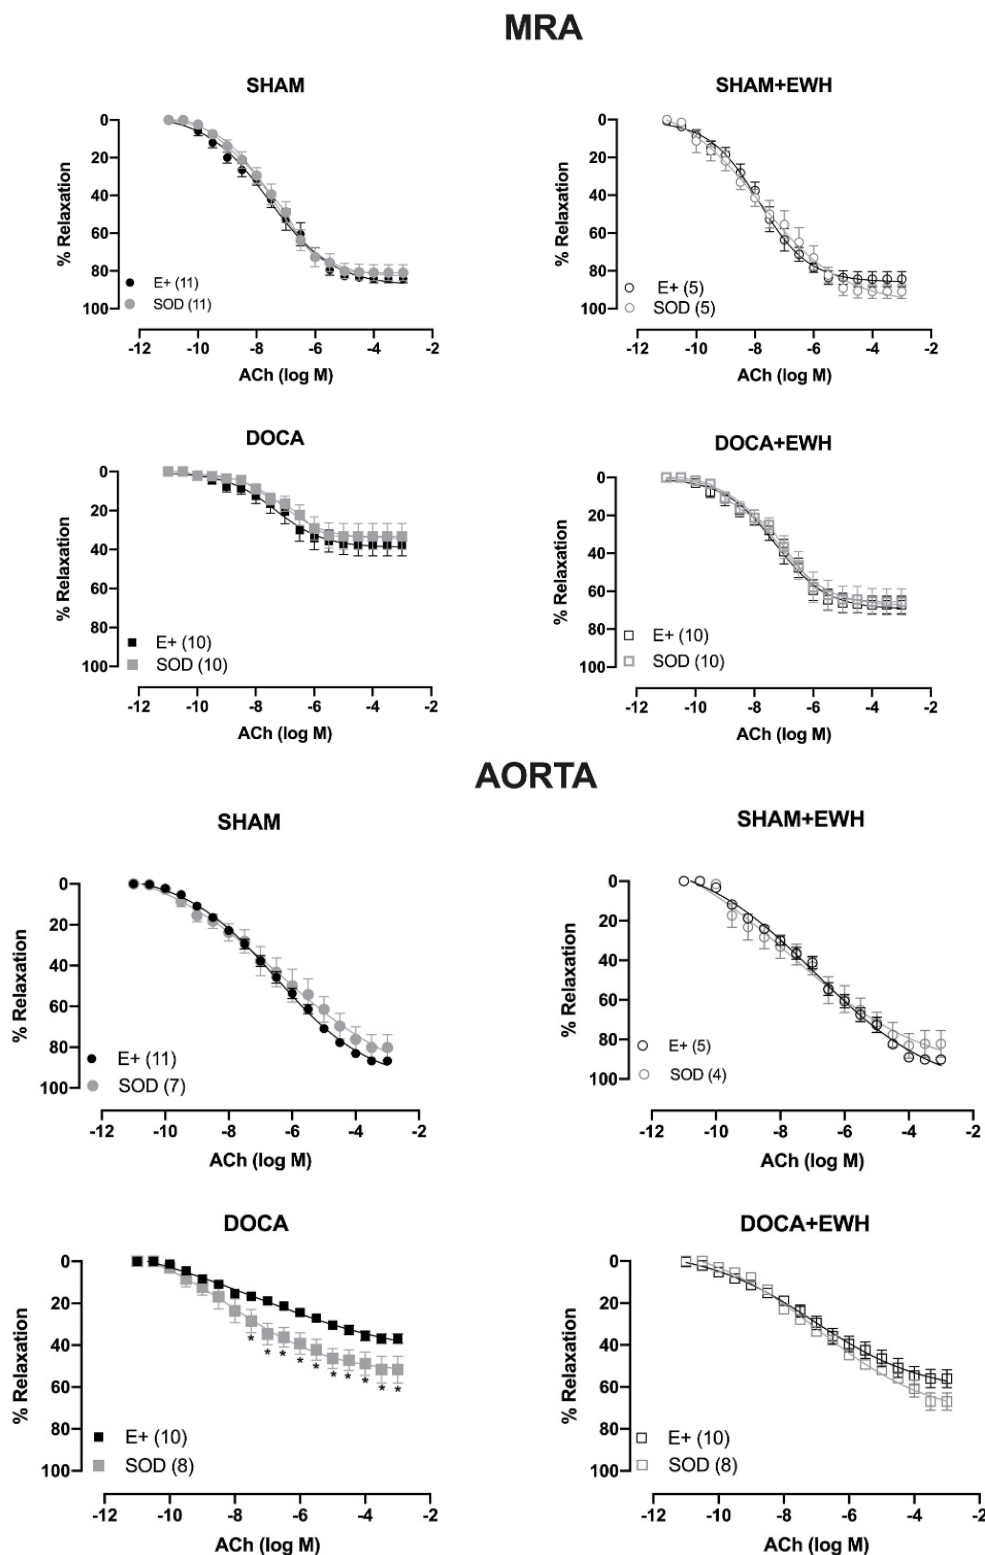 MRA
SHAM
% Relaxation
0
20
40
60
80
100
E+ (11)
SOD (11)
-12 -10 -8 -6 -4 -2
ACh (log M)
SHAM+EWH
% Relaxation
0
20
40
60
80
100
E+ (5)
SOD (5)
-12 -10 -8 -6 -4 -2
ACh (log M)
DOCA
% Relaxation
0
20
40
60
80
100
E+ (10)
SOD (10)
-12 -10 -8 -6 -4 -2
ACh (log M)
DOCA+EWH
% Relaxation
0
20
40
60
80
100
E+ (10)
SOD (10)
-12 -10 -8 -6 -4 -2
ACh (log M)
AORTA
SHAM
% Relaxation
0
20
40
60
80
100
E+ (11)
SOD (7)
-12 -10 -8 -6 -4 -2
ACh (log M)
SHAM+EWH
% Relaxation
0
20
40
60
80
100
E+ (5)
SOD (4)
-12 -10 -8 -6 -4 -2
ACh (log M)
DOCA
% Relaxation
0
20
40
60
80
100
* * * * * * * * * *
E+ (10)
SOD (8)
-12 -10 -8 -6 -4 -2
ACh (log M)
DOCA+EWH
% Relaxation
0
20
40
60
80
100
E+ (10)
SOD (8)
-12 -10 -8 -6 -4 -2
ACh (log M)